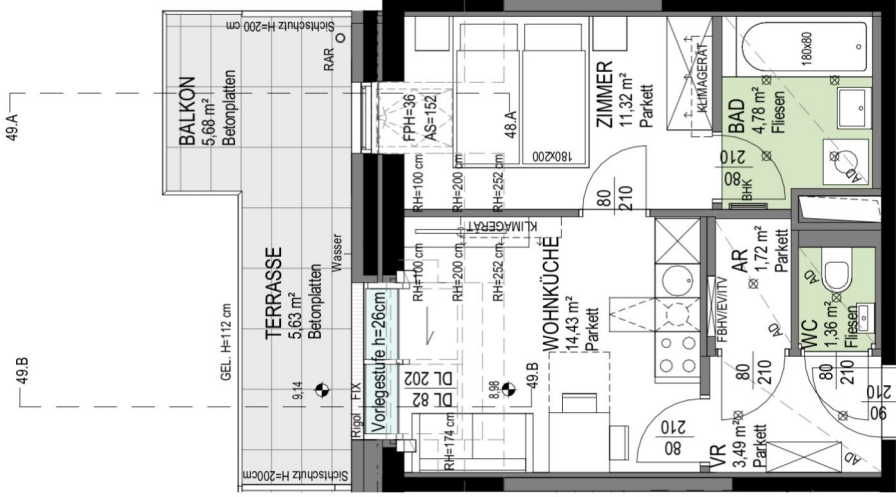 Sichtschutz H=200 cm
RAR
BALKON
5,68 m²
Betonplatten
49.A
FPH=36
AS=152
48.A
180x200
ZIMMER
11,32 m²
Parkett
KLIMAGERÄT
180x80
BAD
4,78 m²
Fliesen
AD
80
210
BHK
80
210
RH=100 cm
RH=200 cm
RH=252 cm
KLIMAGERÄT
RH=100 cm
RH=200 cm
RH=252 cm
Wasser
TERRASSE
5,63 m²
Betonplatten
GEL. H=112 cm
WOHNKÜCHE
14,43 m²
Parkett
FBHV/EV/ITV
AR
1,72 m²
Parkett
AD
AD
WC
1,36 m²
Fliesen
Vorlegestufe h=26cm
49.B
9,14
FIX
Rigol
DL 202
DL 82
8,98
49.B
RH=174 cm
80
210
80
210
80
210
90
210
VR
3,49 m²
Parkett
AD
Sichtschutz H=200cm